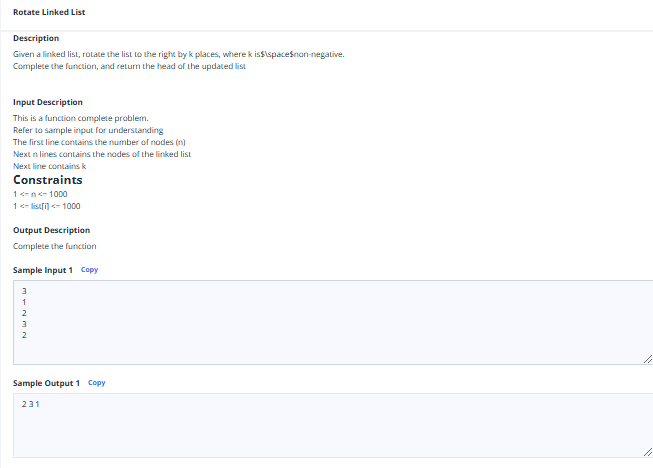 Rotate Linked List
Description
Given a linked list, rotate the list to the right by k places, where k is$\space$non-negative.
Complete the function, and return the head of the updated list
Input Description
This is a function complete problem.
Refer to sample input for understanding
The first line contains the number of nodes (n)
Next n lines contains the nodes of the linked list
Next line contains k
Constraints
1 <= n <= 1000
1 <= list[i] <= 1000
Output Description
Complete the function
Sample Input 1 Copy
3
1
2
3
2
Sample Output 1 Copy
2 3 1